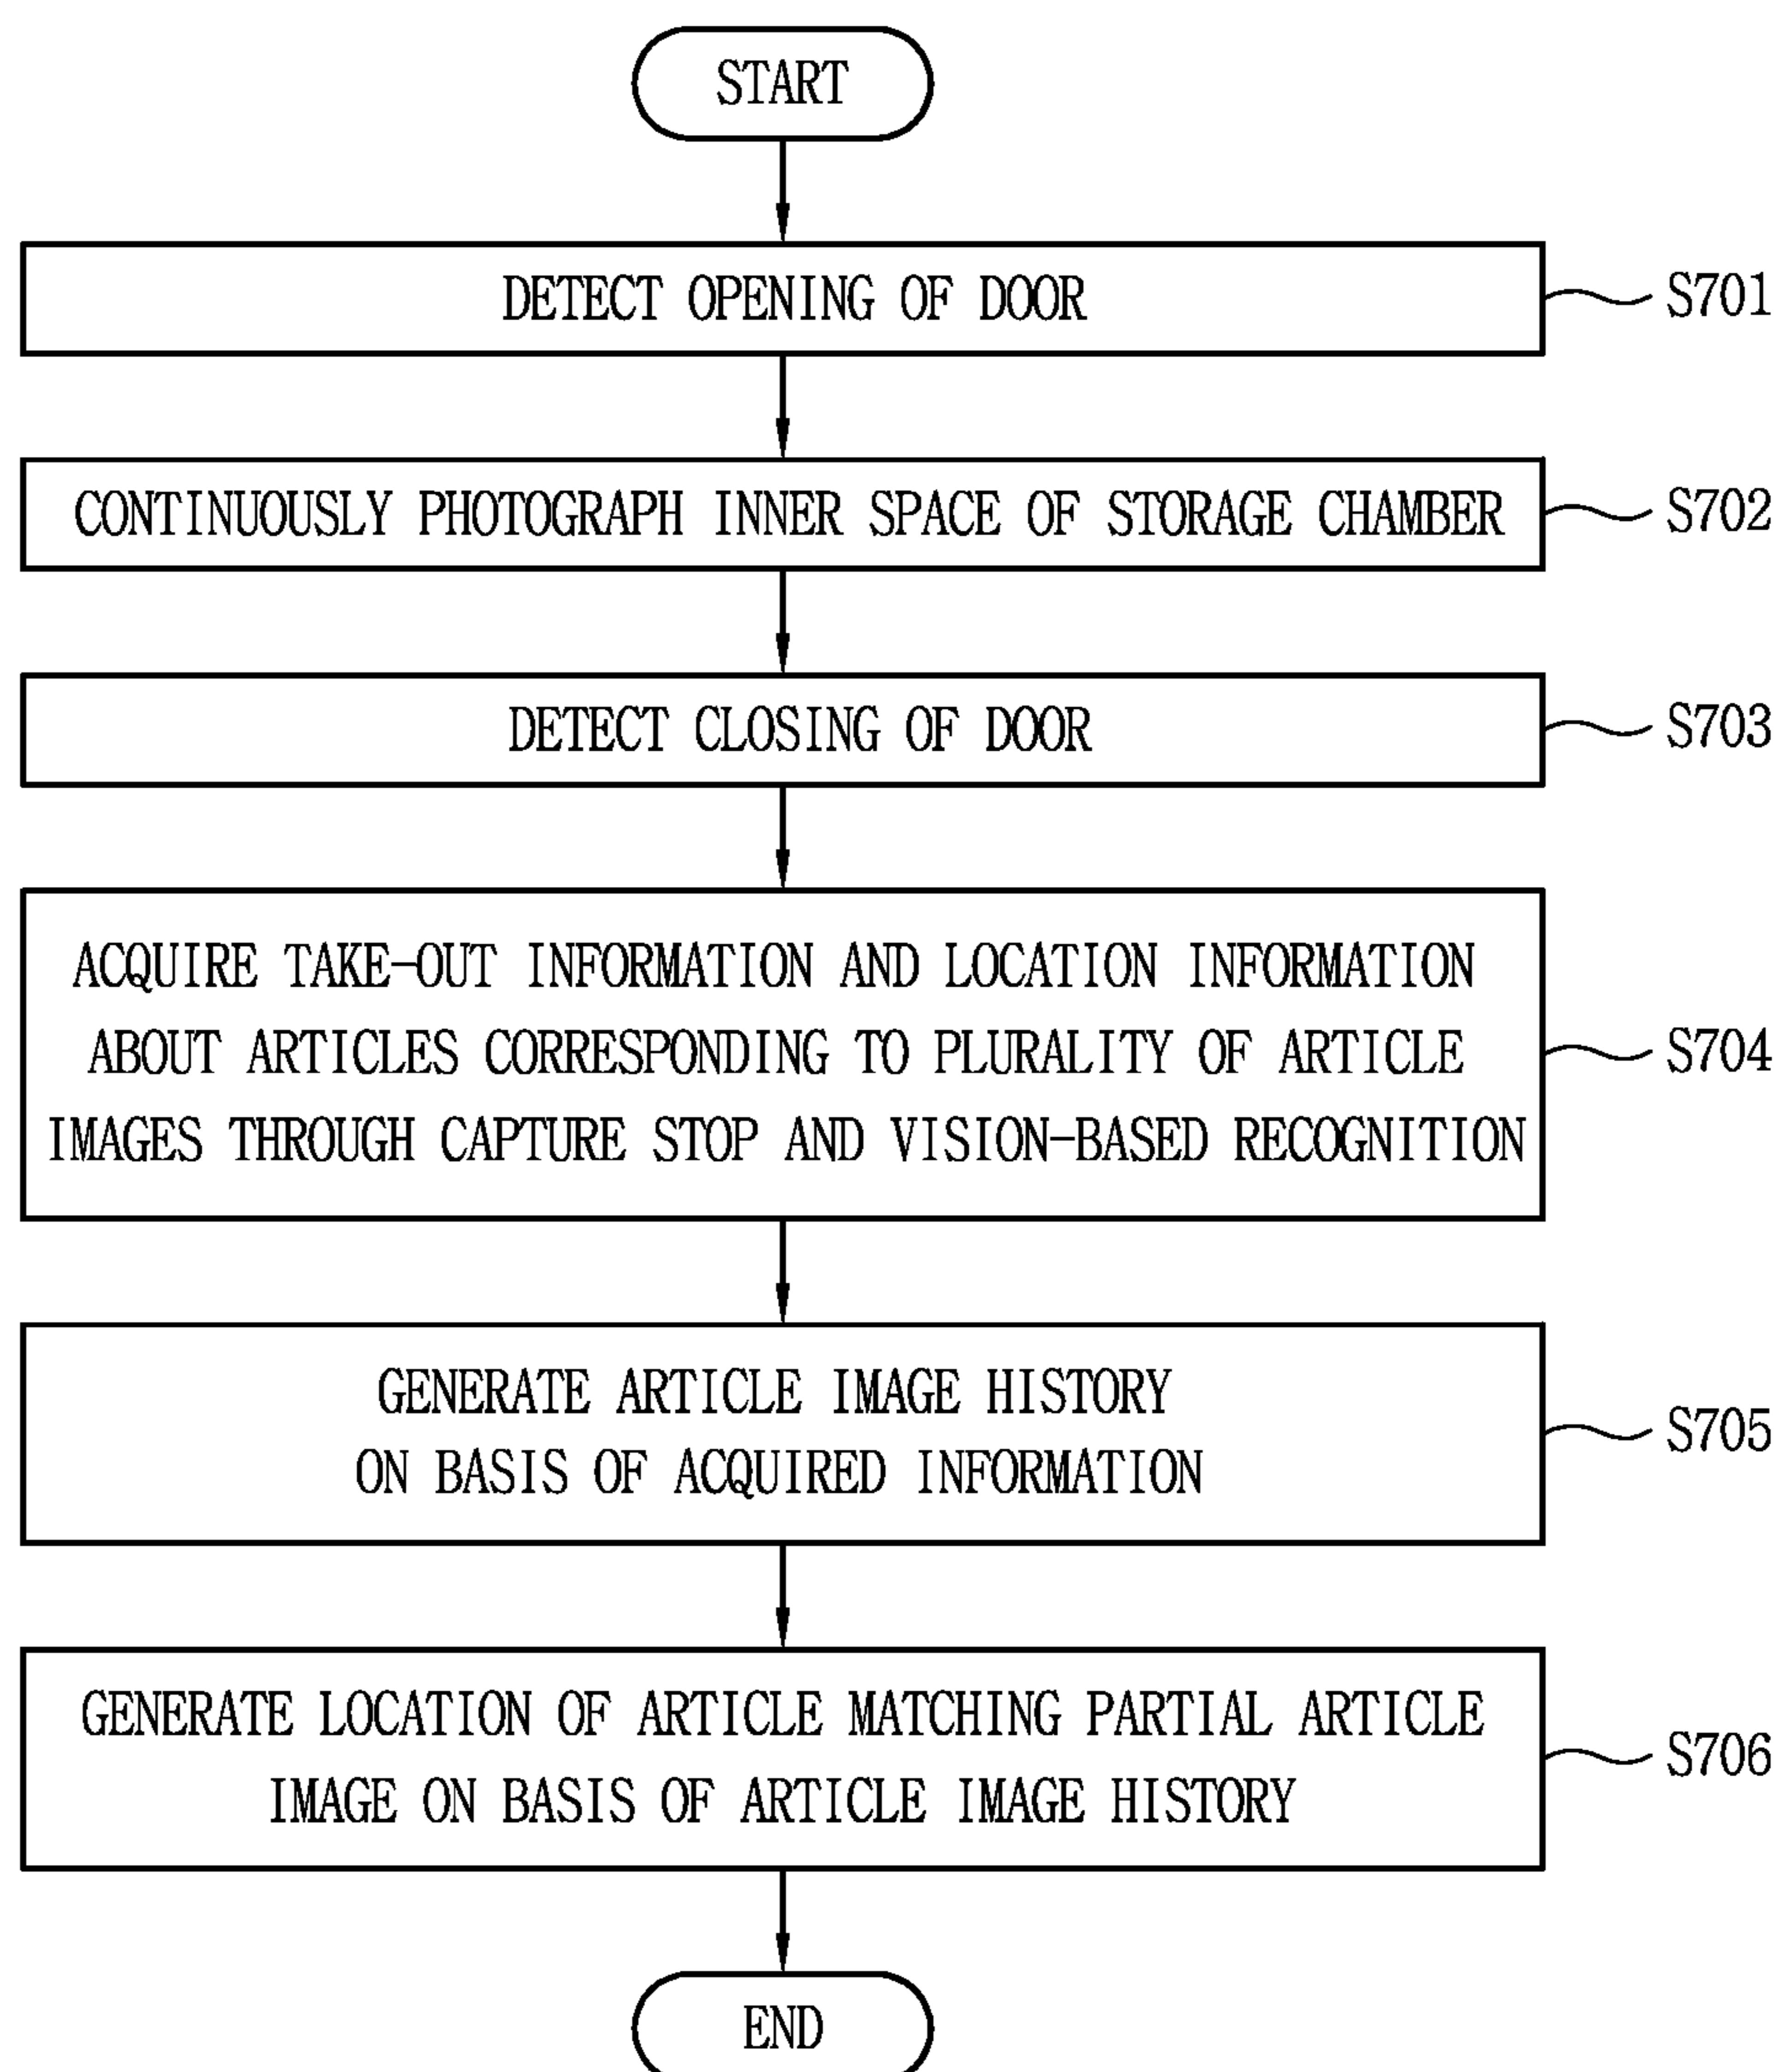 START
DETECT OPENING OF DOOR
S701
CONTINUOUSLY PHOTOGRAPH INNER SPACE OF STORAGE CHAMBER
S702
DETECT CLOSING OF DOOR
S703
ACQUIRE TAKE-OUT INFORMATION AND LOCATION INFORMATION
ABOUT ARTICLES CORRESPONDING TO PLURALITY OF ARTICLE
IMAGES THROUGH CAPTURE STOP AND VISION-BASED RECOGNITION
S704
GENERATE ARTICLE IMAGE HISTORY
ON BASIS OF ACQUIRED INFORMATION
S705
GENERATE LOCATION OF ARTICLE MATCHING PARTIAL ARTICLE
IMAGE ON BASIS OF ARTICLE IMAGE HISTORY
S706
END